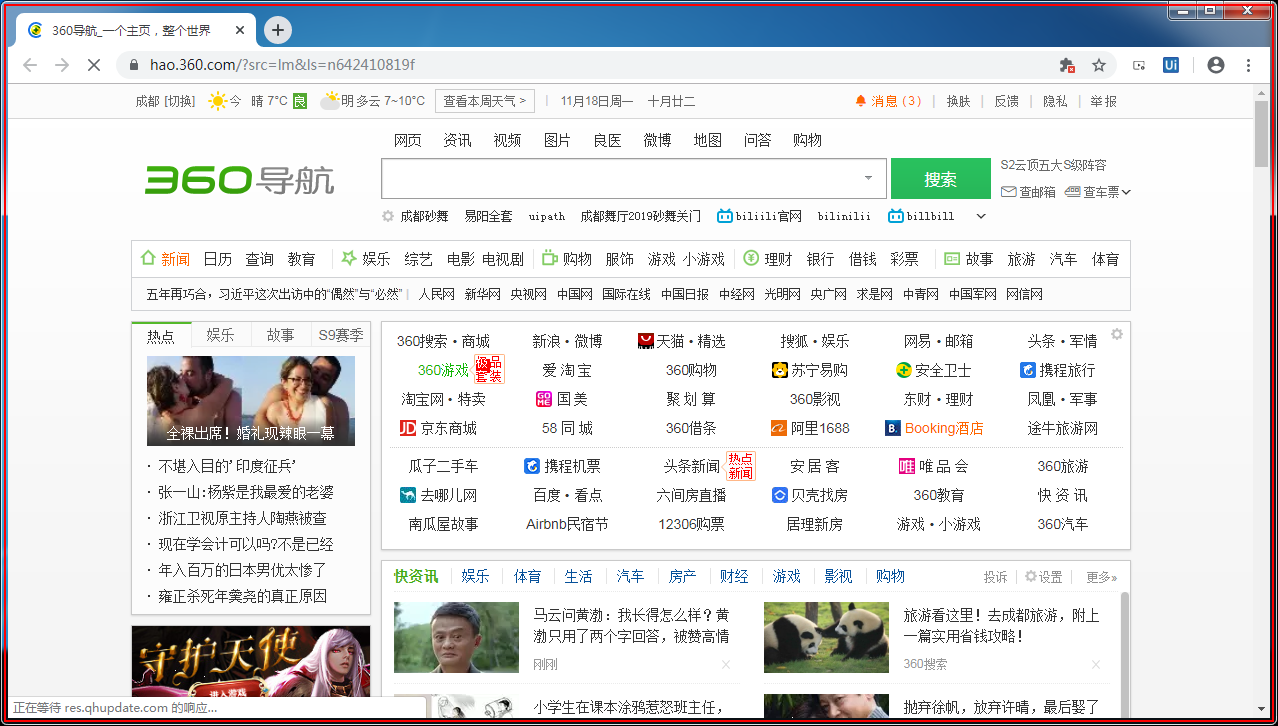 360导航_一个主页，整个世界
hao.360.com/?src=lm&ls=n642410819f
成都 [切换] 今 晴 7°C 良 明 多云 7~10°C 查看本周天气 > 11月18日周一 十月廿二 消息 (3) 换肤 反馈 隐私 举报
网页 资讯 视频 图片 良医 微博 地图 问答 购物
360导航 搜索
S2云顶五大S级阵容
查邮箱 查车票
成都砂舞 易阳全套 uipath 成都舞厅2019砂舞关门 biliili官网 bilinilii billbill
新闻 日历 查询 教育 娱乐 综艺 电影 电视剧 购物 服饰 游戏 小游戏 理财 银行 借钱 彩票 故事 旅游 汽车 体育
五年再巧合，习近平这次出访中的“偶然”与“必然” 人民网 新华网 央视网 中国网 国际在线 中国日报 中经网 光明网 央广网 求是网 中青网 中国军网 网信网
热点 娱乐 故事 S9赛季
全裸出席！婚礼现辣眼一幕
· 不堪入目的'印度征兵'
· 张一山:杨紫是我最爱的老婆
· 浙江卫视原主持人陶燕被查
· 现在学会计可以吗?不是已经
· 年入百万的日本男优太惨了
· 雍正杀死年羹尧的真正原因
守护天使
进入游戏
360搜索 • 商城 新浪 • 微博 天猫 • 精选 搜狐 • 娱乐 网易 • 邮箱 头条 • 军情
360游戏 极品套装 爱淘宝 360购物 苏宁易购 安全卫士 携程旅行
淘宝网 • 特卖 GOME 国美 聚划算 360影视 东财 • 理财 凤凰 • 军事
JD 京东商城 58同城 360借条 阿里1688 B. Booking酒店 途牛旅游网
瓜子二手车 携程机票 头条新闻 热点新闻 安居客 唯 唯品会 360旅游
去哪儿网 百度 • 看点 六间房直播 贝壳找房 360教育 快资讯
南瓜屋故事 Airbnb民宿节 12306购票 居理新房 游戏 • 小游戏 360汽车
快资讯 娱乐 体育 生活 汽车 房产 财经 游戏 影视 购物 投诉 设置 更多»
马云问黄渤：我长得怎么样？黄
渤只用了两个字回答，被赞高情
刚刚
旅游看这里！去成都旅游，附上
一篇实用省钱攻略！
360搜索
小学生在课本涂鸦惹怒班主任，
抛弃徐帆，放弃许晴，最后娶了
正在等待 res.qhupdate.com 的响应...
Ui